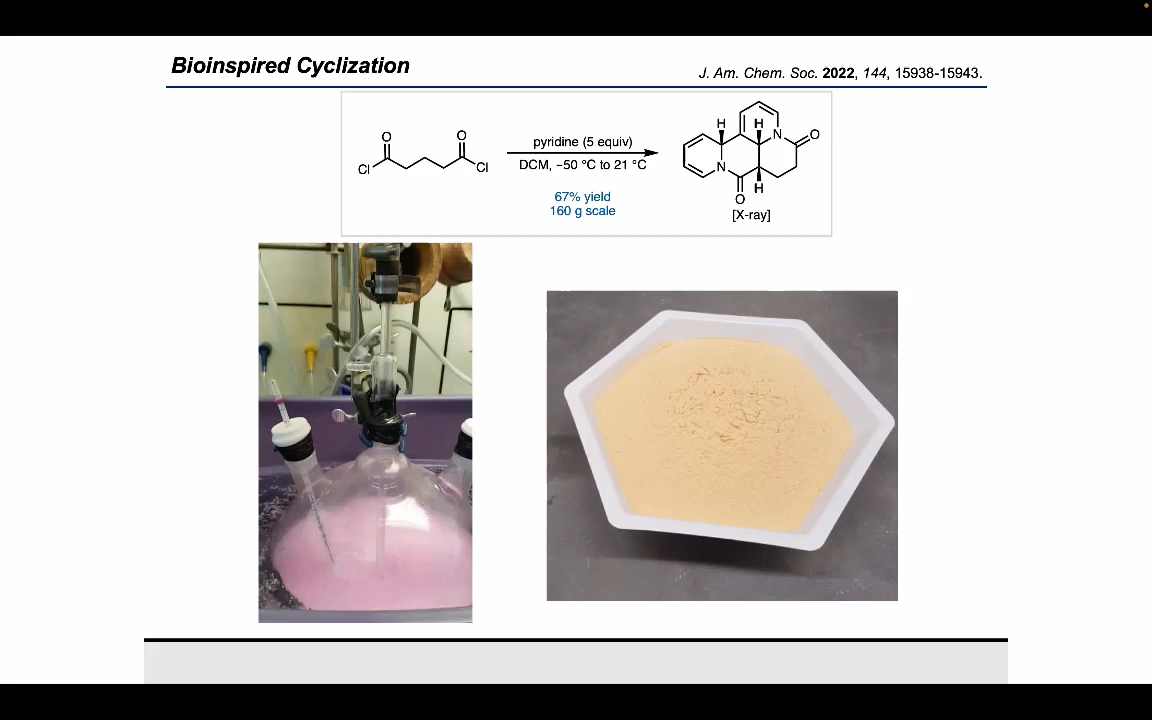 Bioinspired Cyclization
J. Am. Chem. Soc. 2022, 144, 15938-15943.
O
O
Cl
Cl
pyridine (5 equiv)
DCM, −50 °C to 21 °C
67% yield
160 g scale
H
H
N
O
N
H
O
[X-ray]